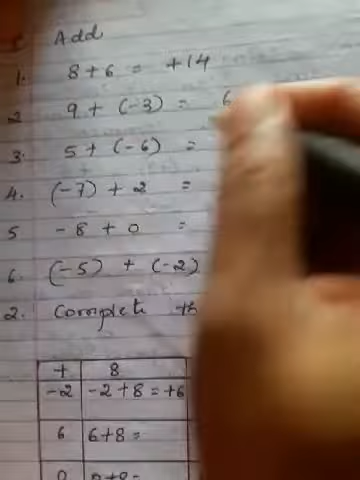 I Add
1. 8 + 6 = +14
2 9 + (-3) = 6
3. 5 + (-6) =
4. (-7) + 2 =
5 - 8 + 0 =
6. (-5) + (-2)
2. Complete th
+ 8
-2 -2+8=+6
6 6+8=